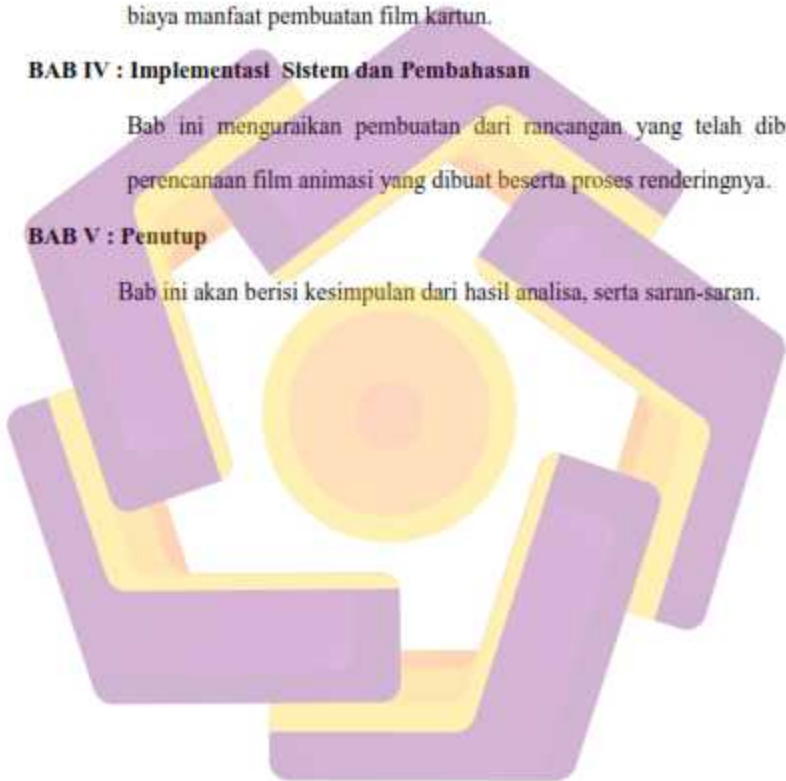 biaya manfaat pembuatan film kartun.
BAB IV : Implementasi Sistem dan Pembahasan
Bab ini menguraikan pembuatan dari rancangan yang telah dib
perencanaan film animasi yang dibuat beserta proses renderingnya.
BAB V : Penutup
Bab ini akan berisi kesimpulan dari hasil analisa, serta saran-saran.